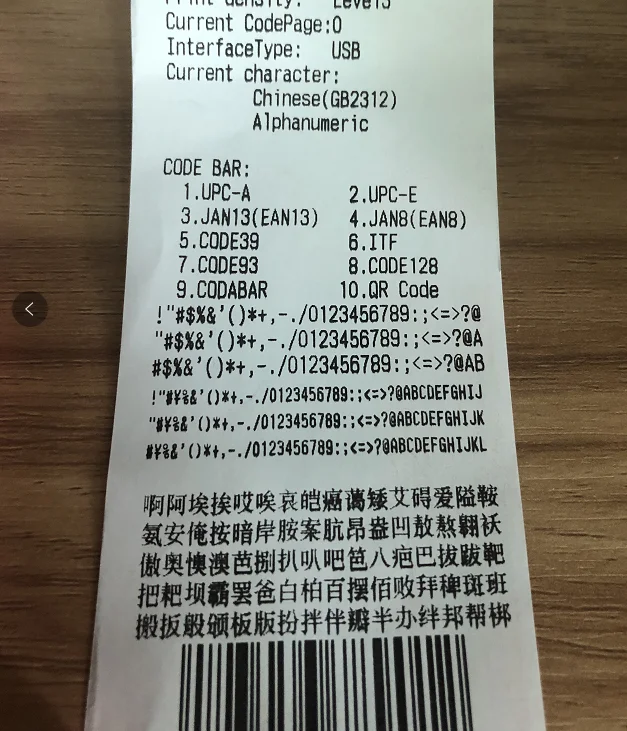 Print density: Level3
Current CodePage:0
InterfaceType: USB
Current character:
Chinese(GB2312)
Alphanumeric
CODE BAR:
1.UPC-A 2.UPC-E
3.JAN13(EAN13) 4.JAN8(EAN8)
5.CODE39 6.ITF
7.CODE93 8.CODE128
9.CODABAR 10.QR Code
!"#$%&'()*+,-./0123456789:;<=>?@
"#$%&'()*+,-./0123456789:;<=>?@A
#$%&'()*+,-./0123456789:;<=>?@AB
!"#¥%&'()*+,-./0123456789:;<=>?@ABCDEFGHIJ
"#¥%&'()*+,-./0123456789:;<=>?@ABCDEFGHIJK
#¥%&'()*+,-./0123456789:;<=>?@ABCDEFGHIJKL
啊阿埃挨哎唉哀皑癌蔼矮艾碍爱隘鞍
氨安俺按暗岸胺案肮昂盎凹敖熬翱袄
傲奥懊澳芭捌扒叭吧笆八疤巴拔跋靶
把耙坝霸罢爸白柏百摆佰败拜稗斑班
搬扳般颁板版扮拌伴瓣半办绊邦帮梆